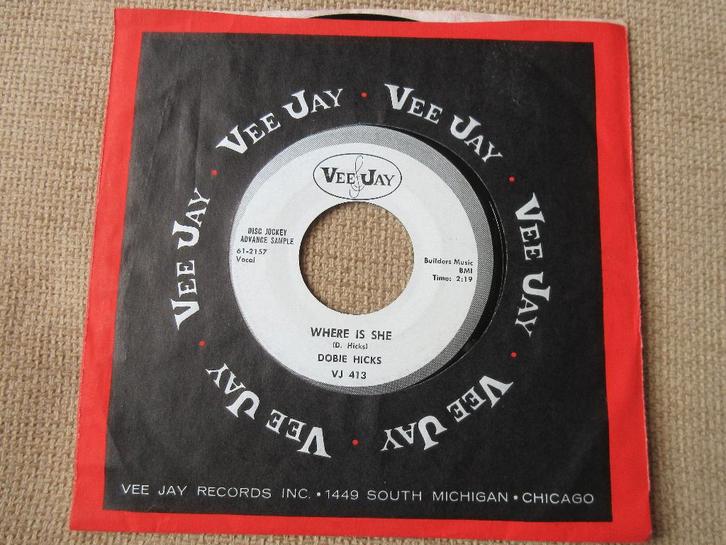 VEE JAY • VEE JAY • VEE JAY • VEE JAY • VEE JAY • VEE JAY • VEE JAY •
VEE JAY
DISC JOCKEY
ADVANCE SAMPLE
61-2157
Vocal
Builders Music
BMI
Time: 2:19
WHERE IS SHE
(D. Hicks)
DOBIE HICKS
VJ 413
VEE JAY RECORDS INC. • 1449 SOUTH MICHIGAN • CHICAGO